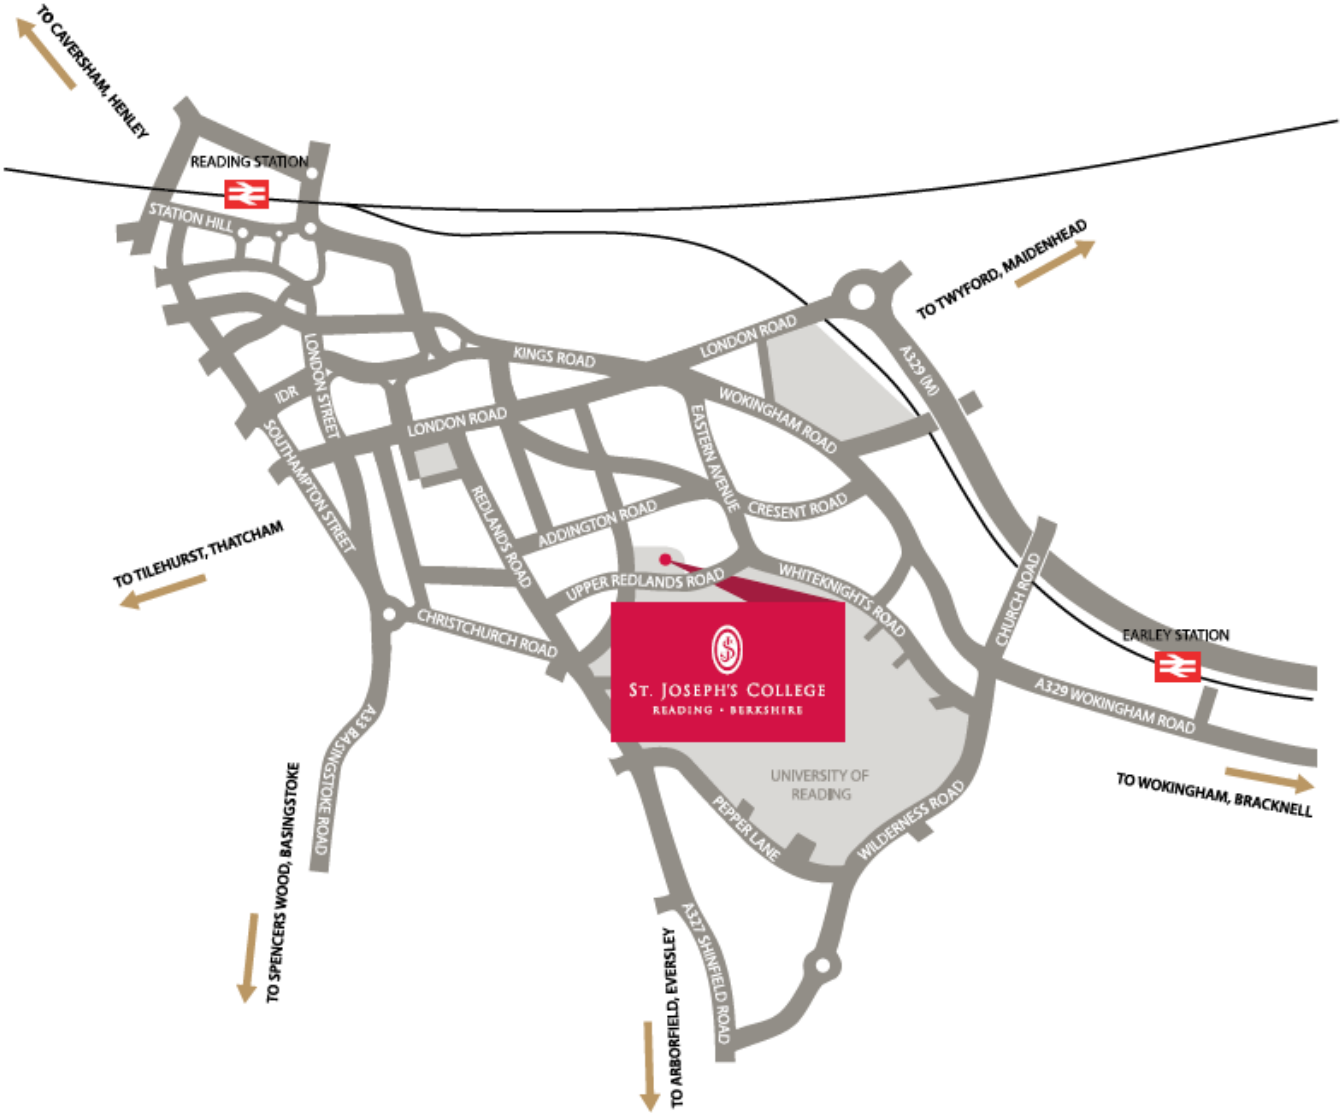 TO CAVERSHAM, HENLEY
READING STATION
STATION HILL
TO TWYFORD, MAIDENHEAD
LONDON ROAD
KINGS ROAD
A329 (M)
LONDON STREET
IDR
WOKINGHAM ROAD
LONDON ROAD
EASTERN AVENUE
SOUTHAMPTON STREET
REDLANDS ROAD
CRESENT ROAD
ADDINGTON ROAD
TO TILEHURST, THATCHAM
UPPER REDLANDS ROAD
WHITEKNIGHTS ROAD
CHURCH ROAD
CHRISTCHURCH ROAD
EARLEY STATION
ST. JOSEPH'S COLLEGE
READING • BERKSHIRE
A329 WOKINGHAM ROAD
A33 BASINGSTOKE ROAD
UNIVERSITY OF
READING
TO WOKINGHAM, BRACKNELL
PEPPER LANE
WILDERNESS ROAD
TO SPENCERS WOOD, BASINGSTOKE
A327 SHINFIELD ROAD
TO ARBORFIELD, EVERSLEY